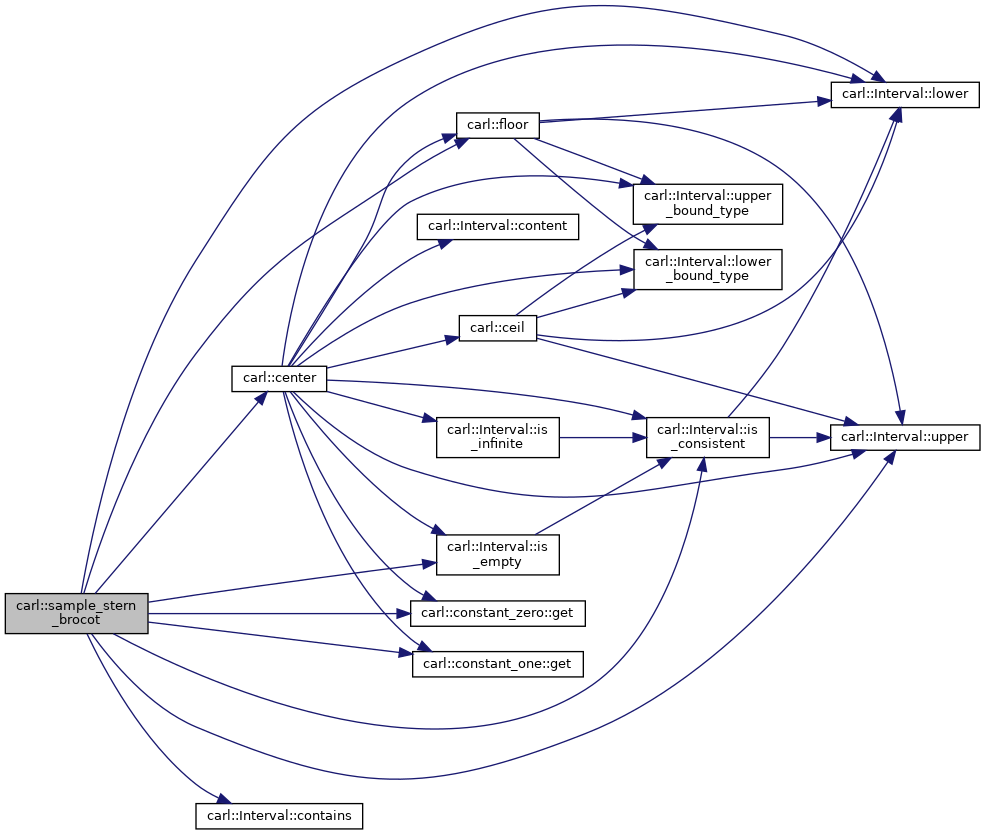 carl::Interval::lower
carl::floor
carl::Interval::upper
_bound_type
carl::Interval::content
carl::Interval::lower
_bound_type
carl::ceil
carl::center
carl::Interval::is
_infinite
carl::Interval::is
_consistent
carl::Interval::upper
carl::Interval::is
_empty
carl::sample_stern
_brocot
carl::constant_zero::get
carl::constant_one::get
carl::Interval::contains